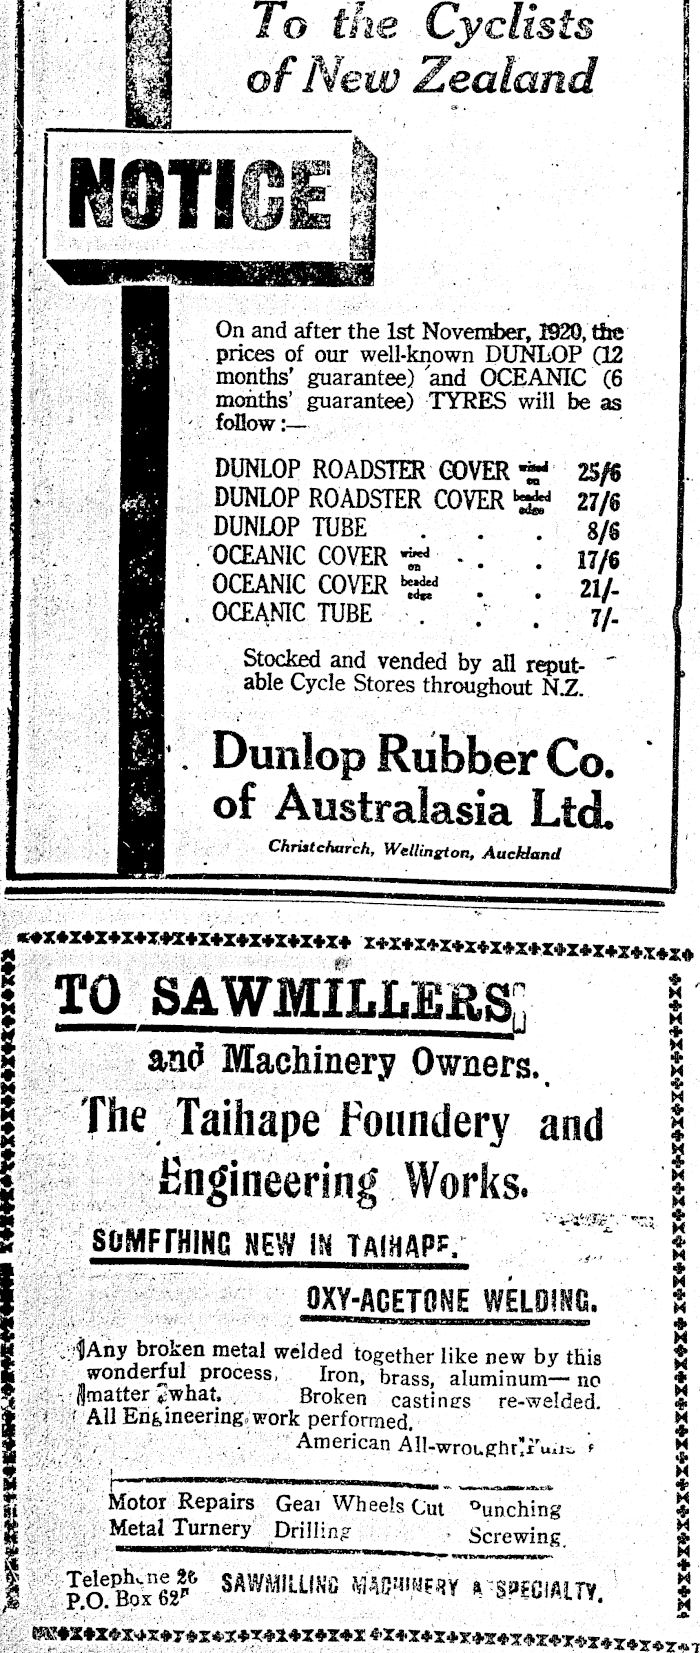 To the Cyclists
of New Zealand
NOTICE
On and after the 1st November, 1920, the
prices of our well-known DUNLOP (12
months' guarantee) and OCEANIC (6
months' guarantee) TYRES will be as
follow :—
DUNLOP ROADSTER COVER wired on 25/6
DUNLOP ROADSTER COVER beaded edge 27/6
DUNLOP TUBE . . . 8/6
OCEANIC COVER wired on . . . 17/6
OCEANIC COVER beaded edge . . 21/-
OCEANIC TUBE . . . 7/-
Stocked and vended by all reput-
able Cycle Stores throughout N.Z.
Dunlop Rubber Co.
of Australasia Ltd.
Christchurch, Wellington, Auckland
TO SAWMILLERS
and Machinery Owners.
The Taihape Foundery and
Engineering Works.
SOMETHING NEW IN TAIHAPE.
OXY-ACETONE WELDING.
Any broken metal welded together like new by this
wonderful process. Iron, brass, aluminum— no
matter what. Broken castings re-welded.
All Engineering work performed.
American All-wrought
Motor Repairs Gear Wheels Cut Punching
Metal Turnery Drilling Screwing
Telephone 26 SAWMILLING MACHINERY A SPECIALTY.
P.O. Box